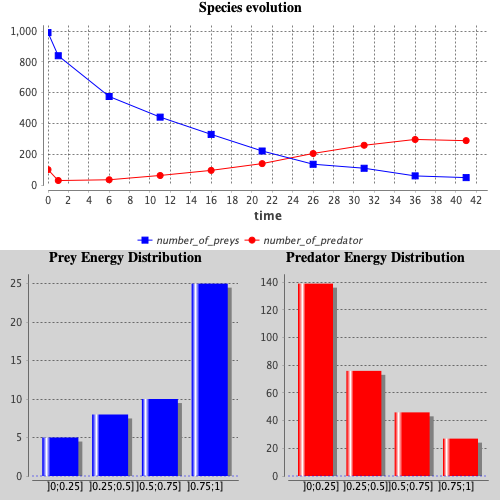 Species evolution
1,000
800
600
400
200
0
0 2 4 6 8 10 12 14 16 18 20 22 24 26 28 30 32 34 36 38 40 42
time
number_of_preys number_of_predator
Prey Energy Distribution
25
20
15
10
5
0
]0;0.25] ]0.25;0.5] ]0.5;0.75] ]0.75;1]
Predator Energy Distribution
140
120
100
80
60
40
20
0
]0;0.25] ]0.25;0.5] ]0.5;0.75] ]0.75;1]